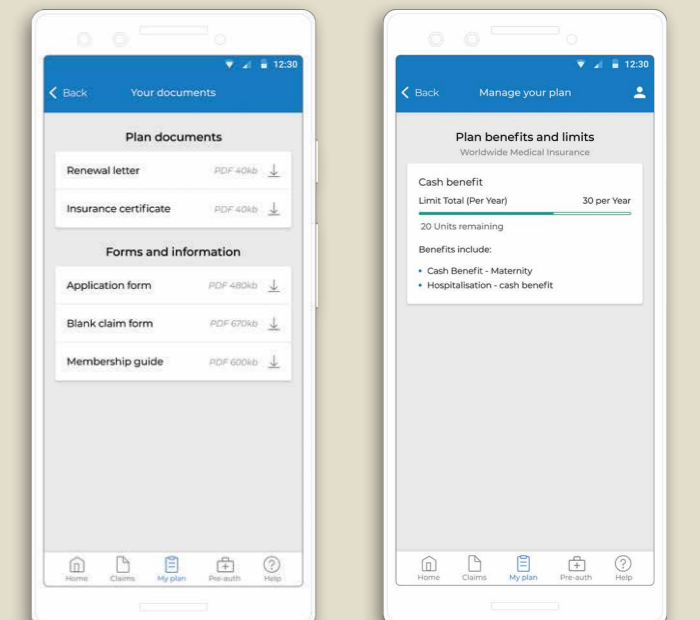 12:30
Back Your documents
Plan documents
Renewal letter PDF 40kb
Insurance certificate PDF 40kb
Forms and information
Application form PDF 480kb
Blank claim form PDF 670kb
Membership guide PDF 600kb
Home Claims My plan Pre-auth Help
12:30
Back Manage your plan
Plan benefits and limits
Worldwide Medical Insurance
Cash benefit
Limit Total (Per Year) 30 per Year
20 Units remaining
Benefits include:
• Cash Benefit - Maternity
• Hospitalisation - cash benefit
Home Claims My plan Pre-auth Help